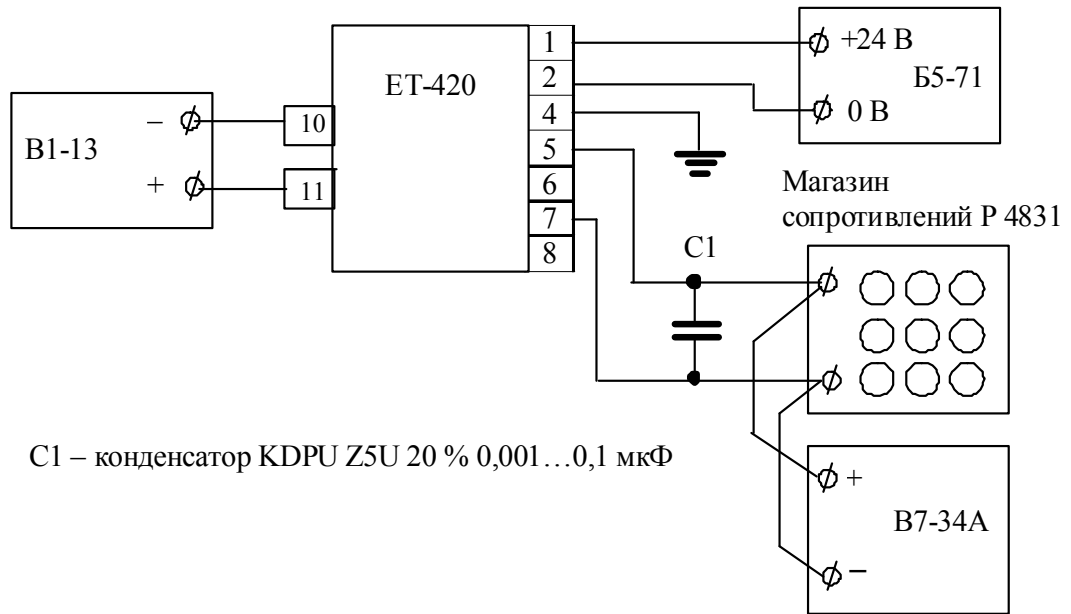 В1-13
–
+
10
11
ЕТ-420
1
2
4
5
6
7
8
+24 В
Б5-71
0 В
Магазин
сопротивлений Р 4831
С1
+
В7-34А
–
С1 – конденсатор KDPU Z5U 20 % 0,001…0,1 мкФ